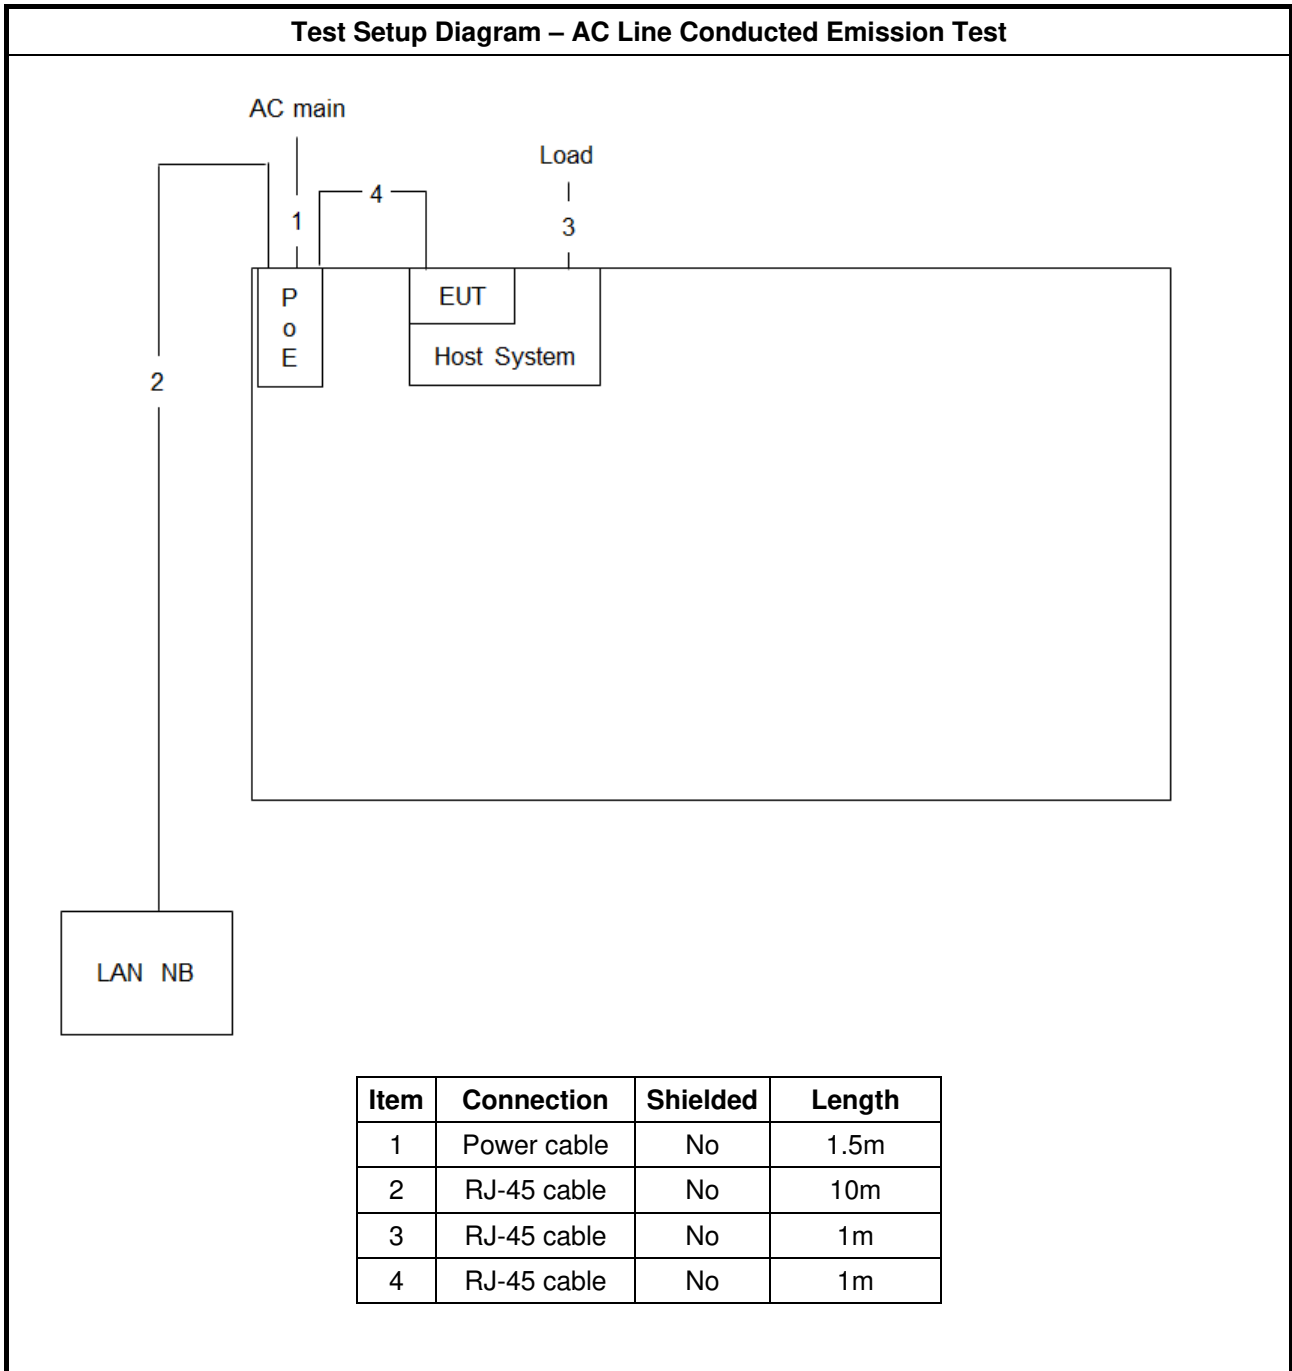 Test Setup Diagram – AC Line Conducted Emission Test
AC main
Load
4
1
3
P
o
E
EUT
Host System
2
LAN NB
Item Connection Shielded Length
1 Power cable No 1.5m
2 RJ-45 cable No 10m
3 RJ-45 cable No 1m
4 RJ-45 cable No 1m